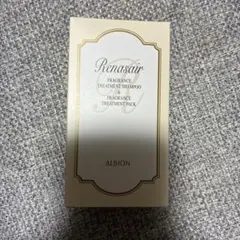 Renasair
FRAGRANCE
TREATMENT SHAMPOO
&
FRAGRANCE
TREATMENT PACK
ALBION